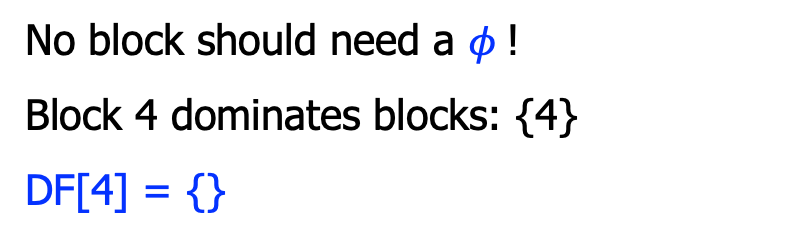 No block should need a ϕ !
Block 4 dominates blocks: {4}
DF[4] = {}